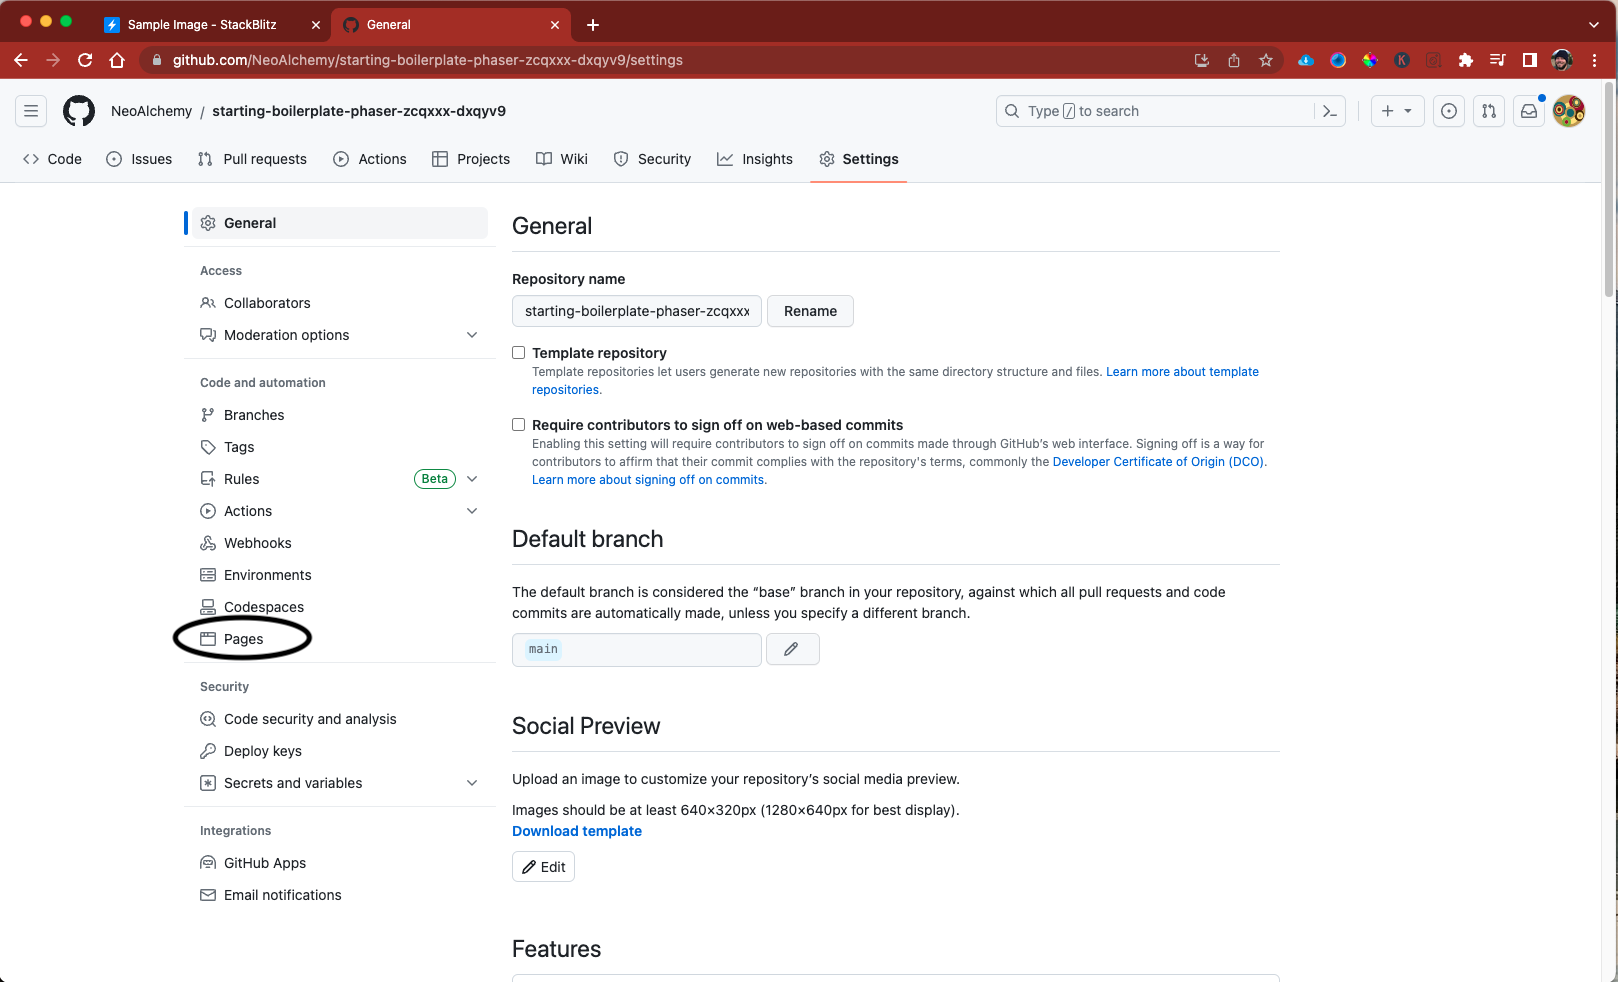 Sample Image - StackBlitz
General
github.com/NeoAlchemy/starting-boilerplate-phaser-zcqxxx-dxqyv9/settings
NeoAlchemy / starting-boilerplate-phaser-zcqxxx-dxqyv9
Type / to search
Code
Issues
Pull requests
Actions
Projects
Wiki
Security
Insights
Settings
General
Access
Collaborators
Moderation options
Code and automation
Branches
Tags
Rules Beta
Actions
Webhooks
Environments
Codespaces
Pages
Security
Code security and analysis
Deploy keys
Secrets and variables
Integrations
GitHub Apps
Email notifications
General
Repository name
starting-boilerplate-phaser-zcqxxx
Rename
Template repository
Template repositories let users generate new repositories with the same directory structure and files. Learn more about template
repositories.
Require contributors to sign off on web-based commits
Enabling this setting will require contributors to sign off on commits made through GitHub’s web interface. Signing off is a way for
contributors to affirm that their commit complies with the repository's terms, commonly the Developer Certificate of Origin (DCO).
Learn more about signing off on commits.
Default branch
The default branch is considered the “base” branch in your repository, against which all pull requests and code
commits are automatically made, unless you specify a different branch.
main
Social Preview
Upload an image to customize your repository’s social media preview.
Images should be at least 640×320px (1280×640px for best display).
Download template
Edit
Features